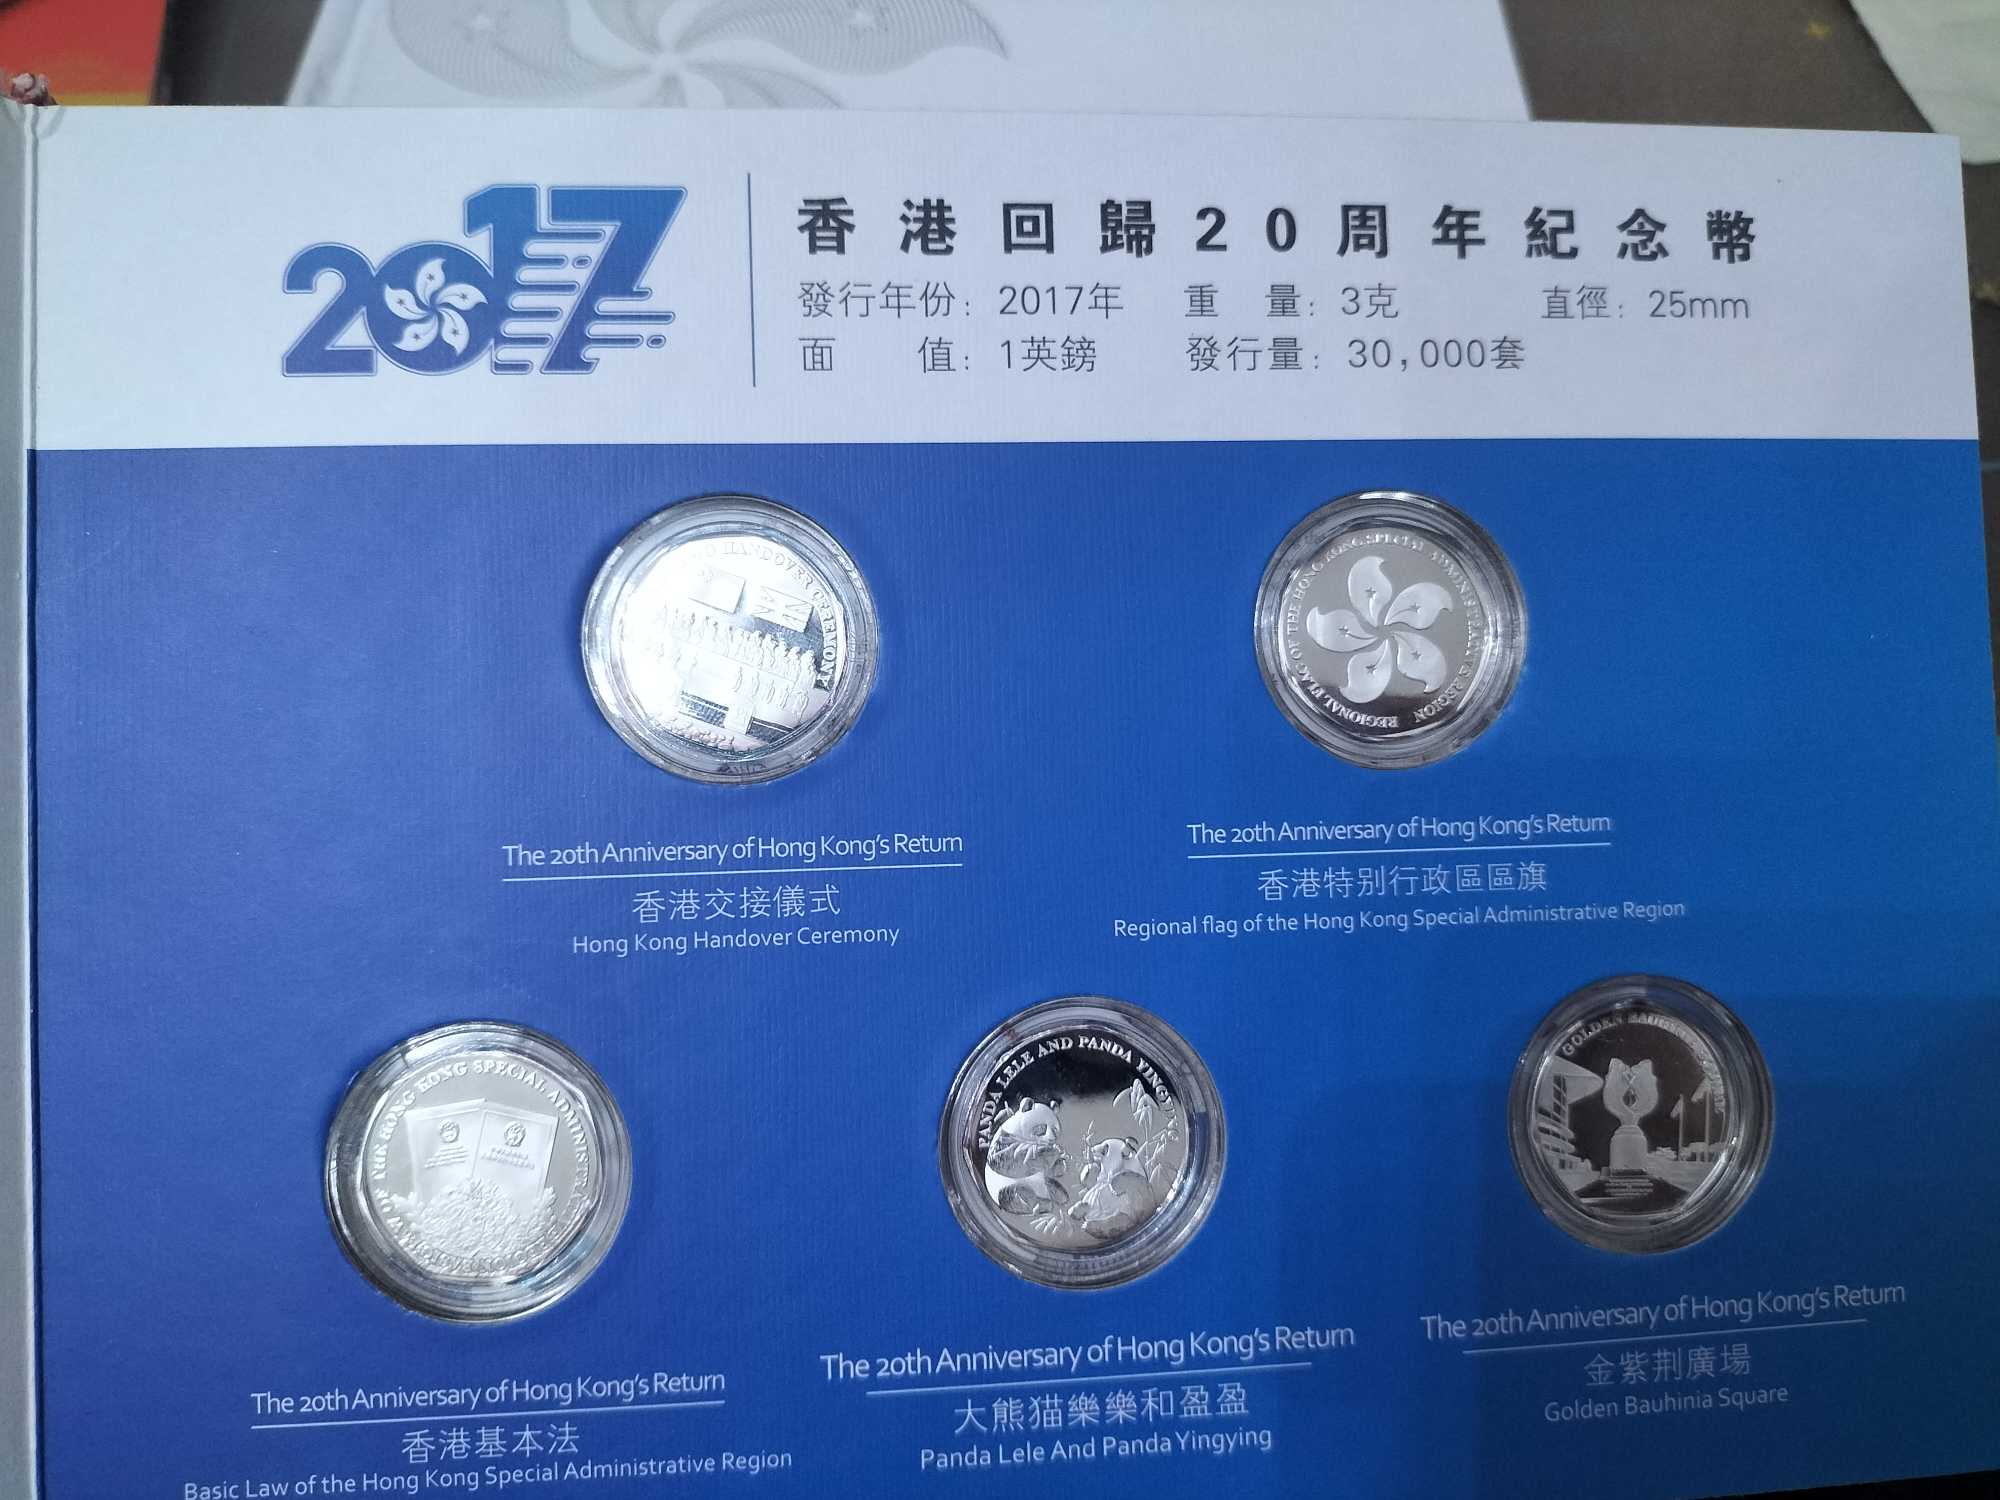 2017
香港回歸20周年紀念幣
發行年份：2017年 重量：3克 直徑：25mm
面值：1英鎊 發行量：30,000套
HANDOVER CEREMONY
REGIONAL FLAG OF THE HONG KONG SPECIAL ADMINISTRATIVE REGION
The 20th Anniversary of Hong Kong's Return
香港交接儀式
Hong Kong Handover Ceremony
The 20th Anniversary of Hong Kong's Return
香港特别行政區區旗
Regional flag of the Hong Kong Special Administrative Region
OF THE HONG KONG SPECIAL ADMINISTRA
PANDA LELE AND PANDA YINGYING
GOLDEN BAUHINIA SQUARE
The 20th Anniversary of Hong Kong's Return
香港基本法
Basic Law of the Hong Kong Special Administrative Region
The 20th Anniversary of Hong Kong's Return
大熊猫樂樂和盈盈
Panda Lele And Panda Yingying
The 20th Anniversary of Hong Kong's Return
金紫荆廣場
Golden Bauhinia Square